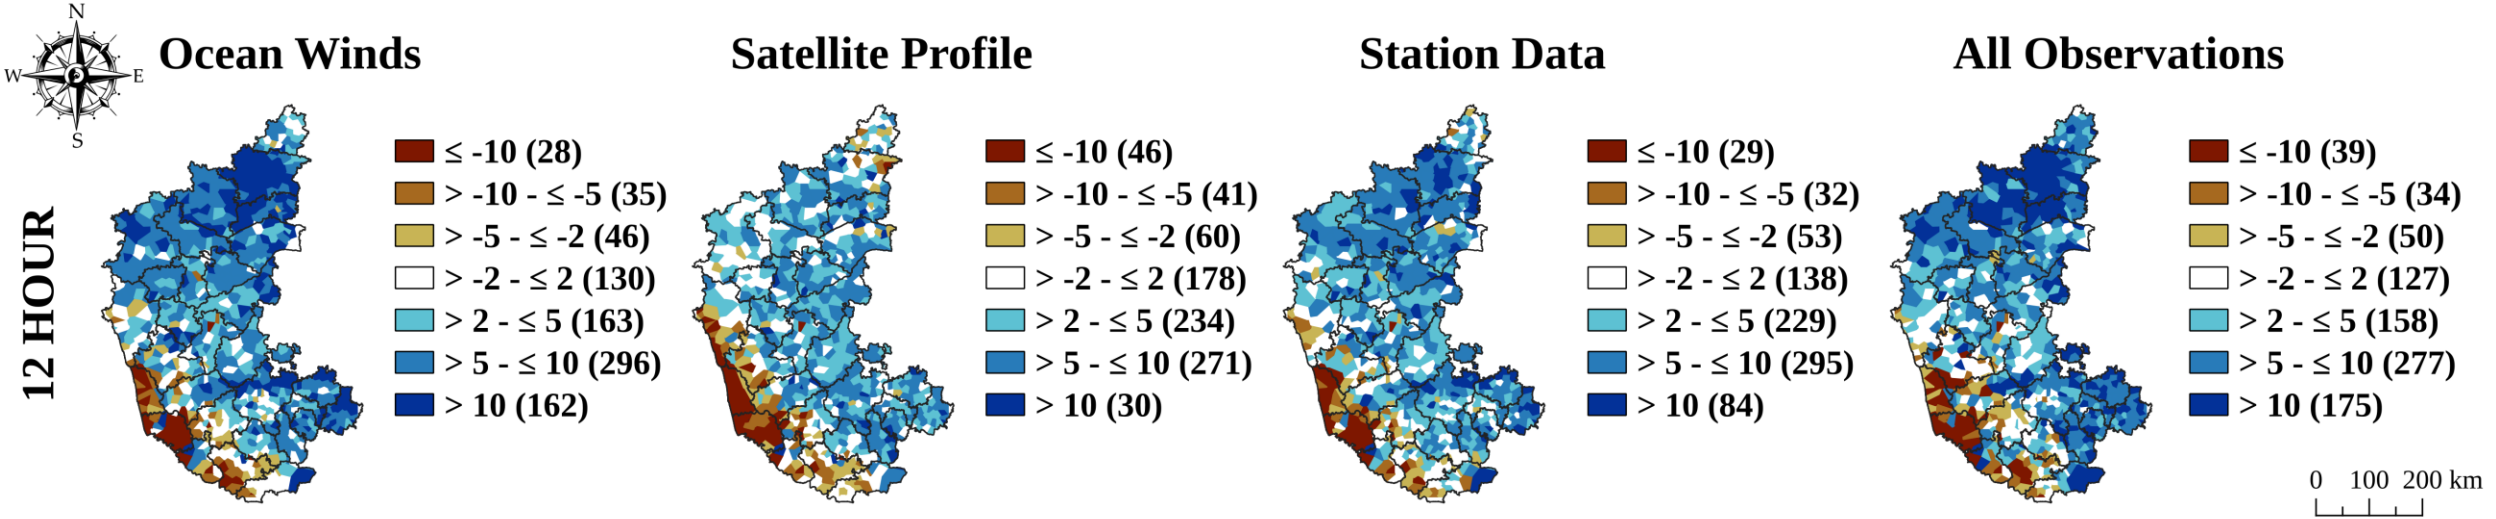 N
W E
S
Ocean Winds
Satellite Profile
Station Data
All Observations
12 HOUR
≤ -10 (28)
> -10 - ≤ -5 (35)
> -5 - ≤ -2 (46)
> -2 - ≤ 2 (130)
> 2 - ≤ 5 (163)
> 5 - ≤ 10 (296)
> 10 (162)
≤ -10 (46)
> -10 - ≤ -5 (41)
> -5 - ≤ -2 (60)
> -2 - ≤ 2 (178)
> 2 - ≤ 5 (234)
> 5 - ≤ 10 (271)
> 10 (30)
≤ -10 (29)
> -10 - ≤ -5 (32)
> -5 - ≤ -2 (53)
> -2 - ≤ 2 (138)
> 2 - ≤ 5 (229)
> 5 - ≤ 10 (295)
> 10 (84)
≤ -10 (39)
> -10 - ≤ -5 (34)
> -5 - ≤ -2 (50)
> -2 - ≤ 2 (127)
> 2 - ≤ 5 (158)
> 5 - ≤ 10 (277)
> 10 (175)
0 100 200 km